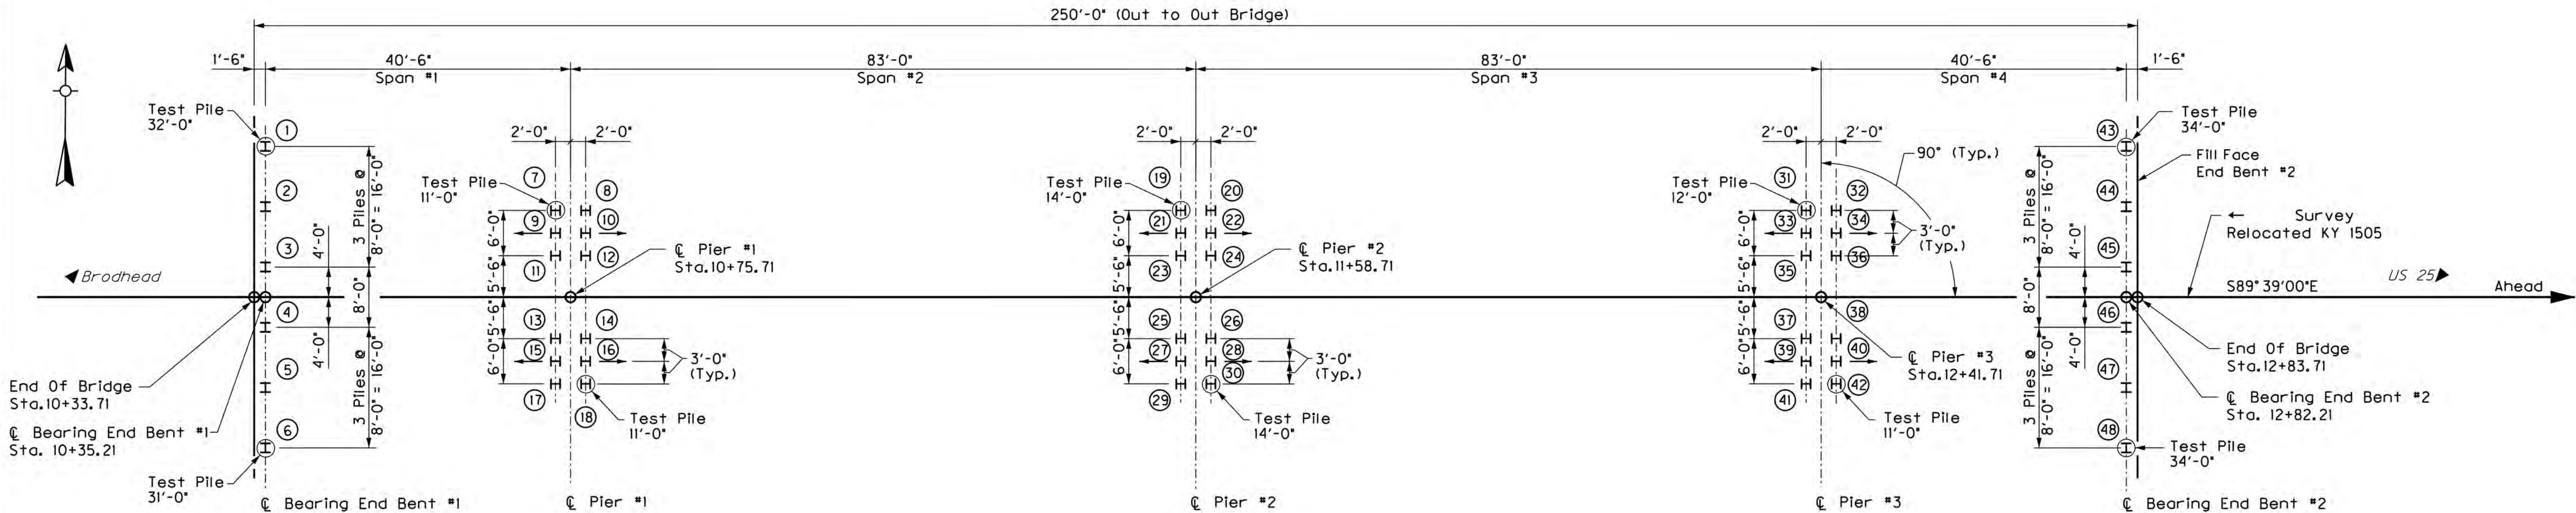 250'-0" (Out to Out Bridge)
1'-6"
40'-6"
Span #1
83'-0"
Span #2
83'-0"
Span #3
40'-6"
Span #4
1'-6"
Test Pile
32'-0"
1
2
3
4
5
6
3 Piles @
8'-0" = 16'-0"
4'-0"
8'-0"
4'-0"
3 Piles @
8'-0" = 16'-0"
Brodhead
End Of Bridge
Sta.10+33.71
℄ Bearing End Bent #1
Sta. 10+35.21
Test Pile
31'-0"
℄ Bearing End Bent #1
2'-0"
2'-0"
Test Pile
11'-0"
7
8
9
10
11
12
6'-0"
5'-6"
5'-6"
6'-0"
℄ Pier #1
Sta.10+75.71
13
14
15
16
17
18
3'-0"
(Typ.)
Test Pile
11'-0"
℄ Pier #1
2'-0"
2'-0"
Test Pile
14'-0"
19
20
21
22
23
24
6'-0"
5'-6"
5'-6"
6'-0"
℄ Pier #2
Sta.11+58.71
25
26
27
28
29
30
3'-0"
(Typ.)
Test Pile
14'-0"
℄ Pier #2
2'-0"
2'-0"
90° (Typ.)
Test Pile
12'-0"
31
32
33
34
35
36
3'-0"
(Typ.)
6'-0"
5'-6"
5'-6"
6'-0"
37
38
39
40
41
42
℄ Pier #3
Sta.12+41.71
Test Pile
11'-0"
℄ Pier #3
43
44
45
46
47
48
Test Pile
34'-0"
Fill Face
End Bent #2
← Survey
Relocated KY 1505
3 Piles @
8'-0" = 16'-0"
4'-0"
8'-0"
4'-0"
3 Piles @
8'-0" = 16'-0"
S89°39'00"E
US 25
Ahead
End Of Bridge
Sta.12+83.71
℄ Bearing End Bent #2
Sta. 12+82.21
Test Pile
34'-0"
℄ Bearing End Bent #2